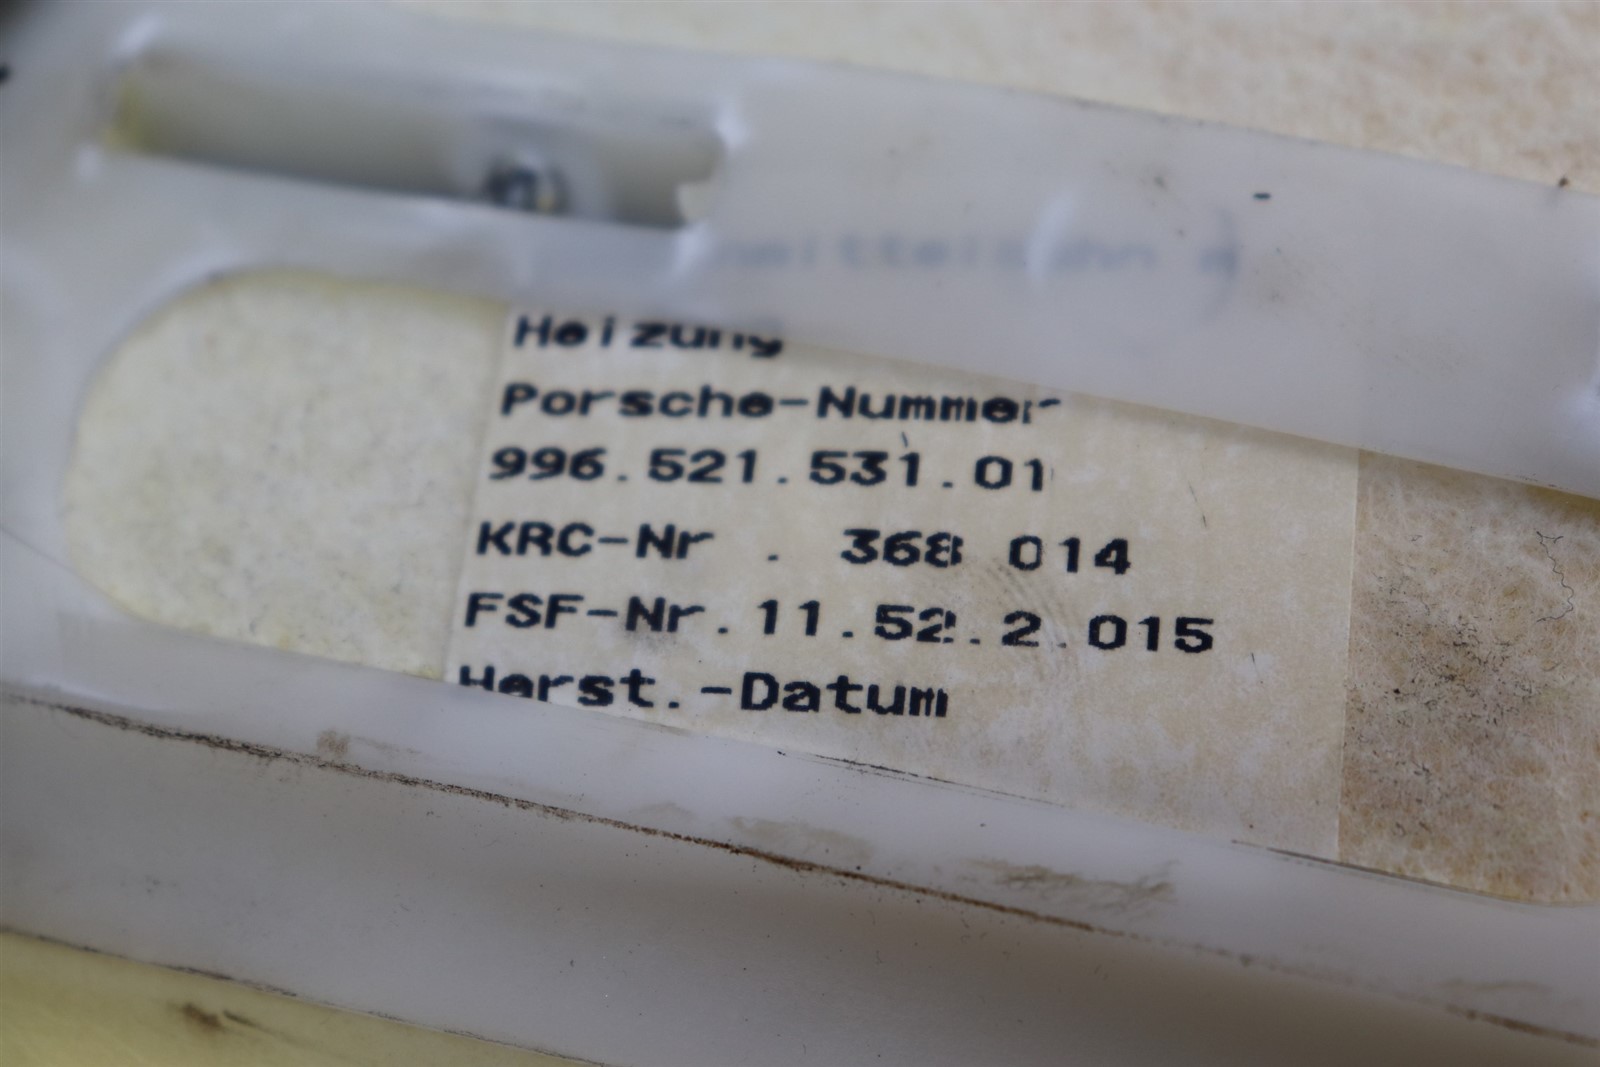 Heizung
Porsche-Nummer
996.521.531.01
KRC-Nr . 368 014
FSF-Nr.11.52.2.015
Herst.-Datum